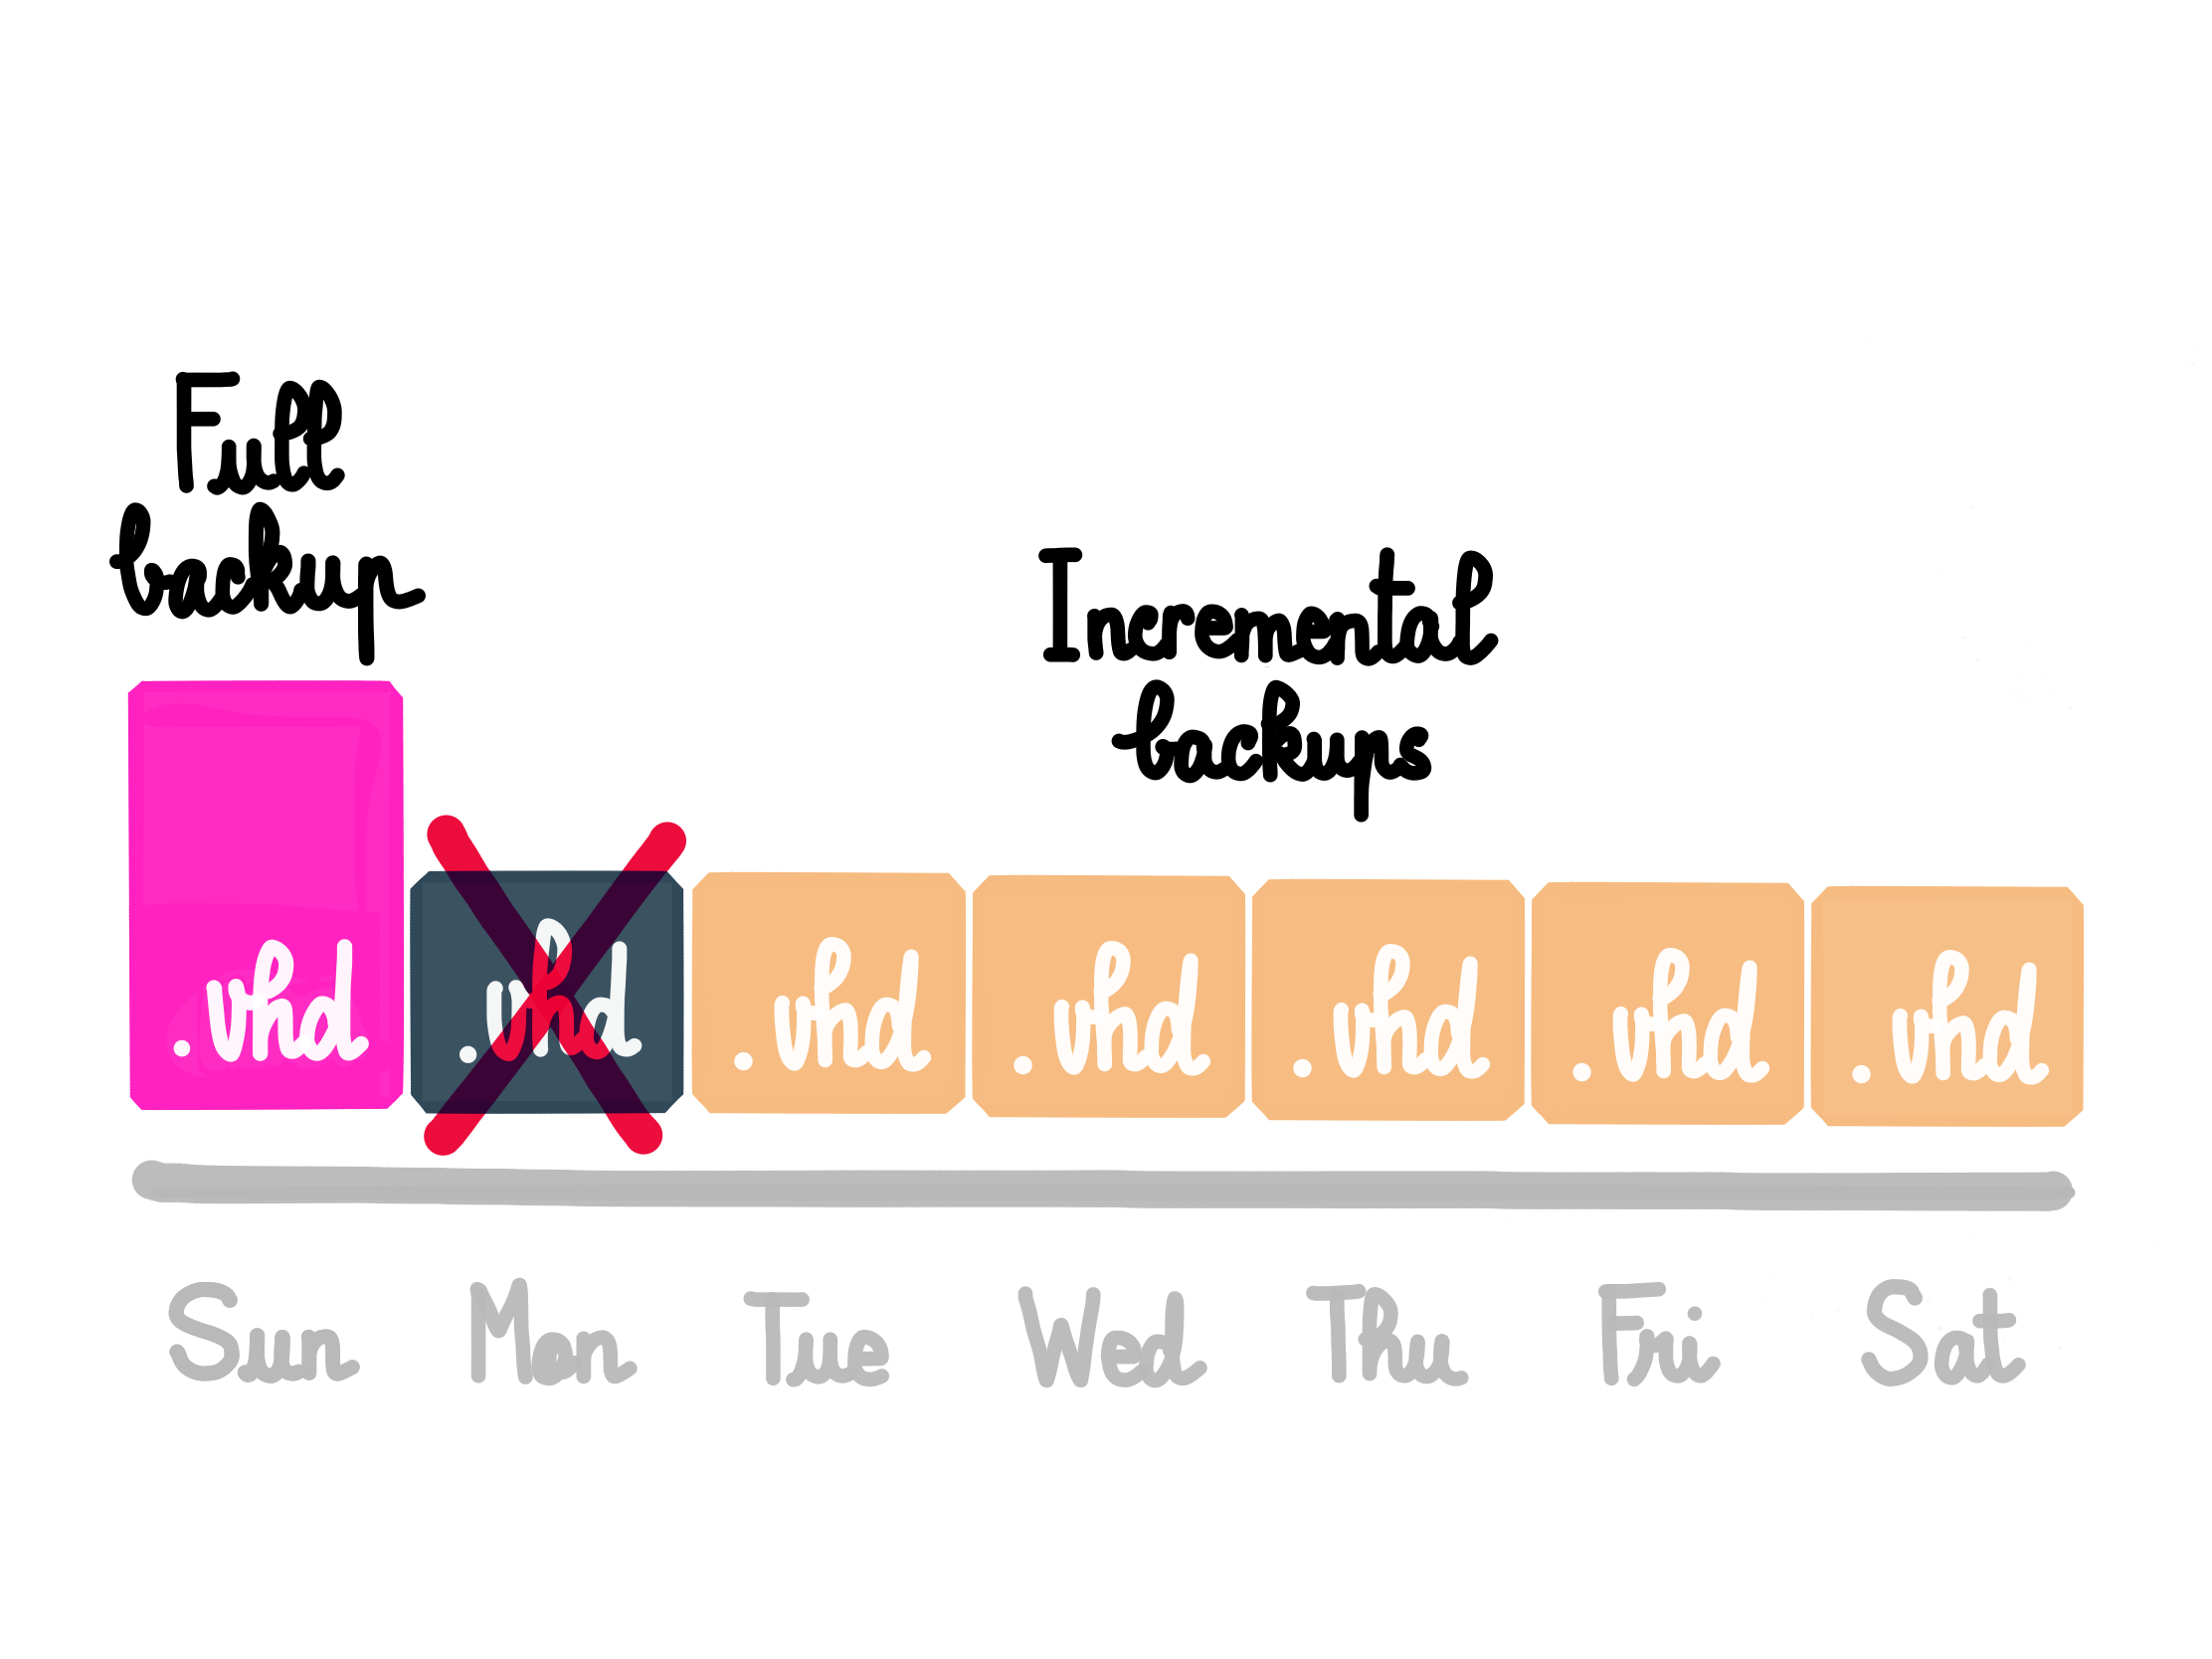 Full
backup
Incremental
backups
.vhd .vhd .vhd .vhd .vhd .vhd .vhd
Sun Mon Tue Wed Thu Fri Sat